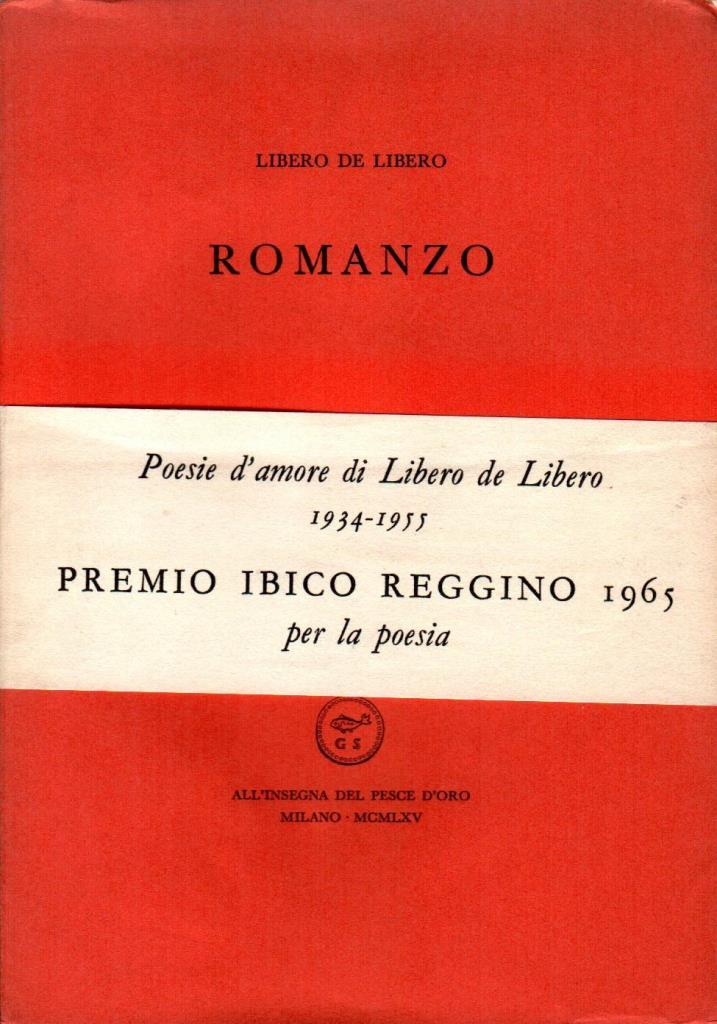 LIBERO DE LIBERO
ROMANZO
Poesie d'amore di Libero de Libero
1934-1955
PREMIO IBICO REGGINO 1965
per la poesia
G S
ALL'INSEGNA DEL PESCE D'ORO
MILANO · MCMLXV